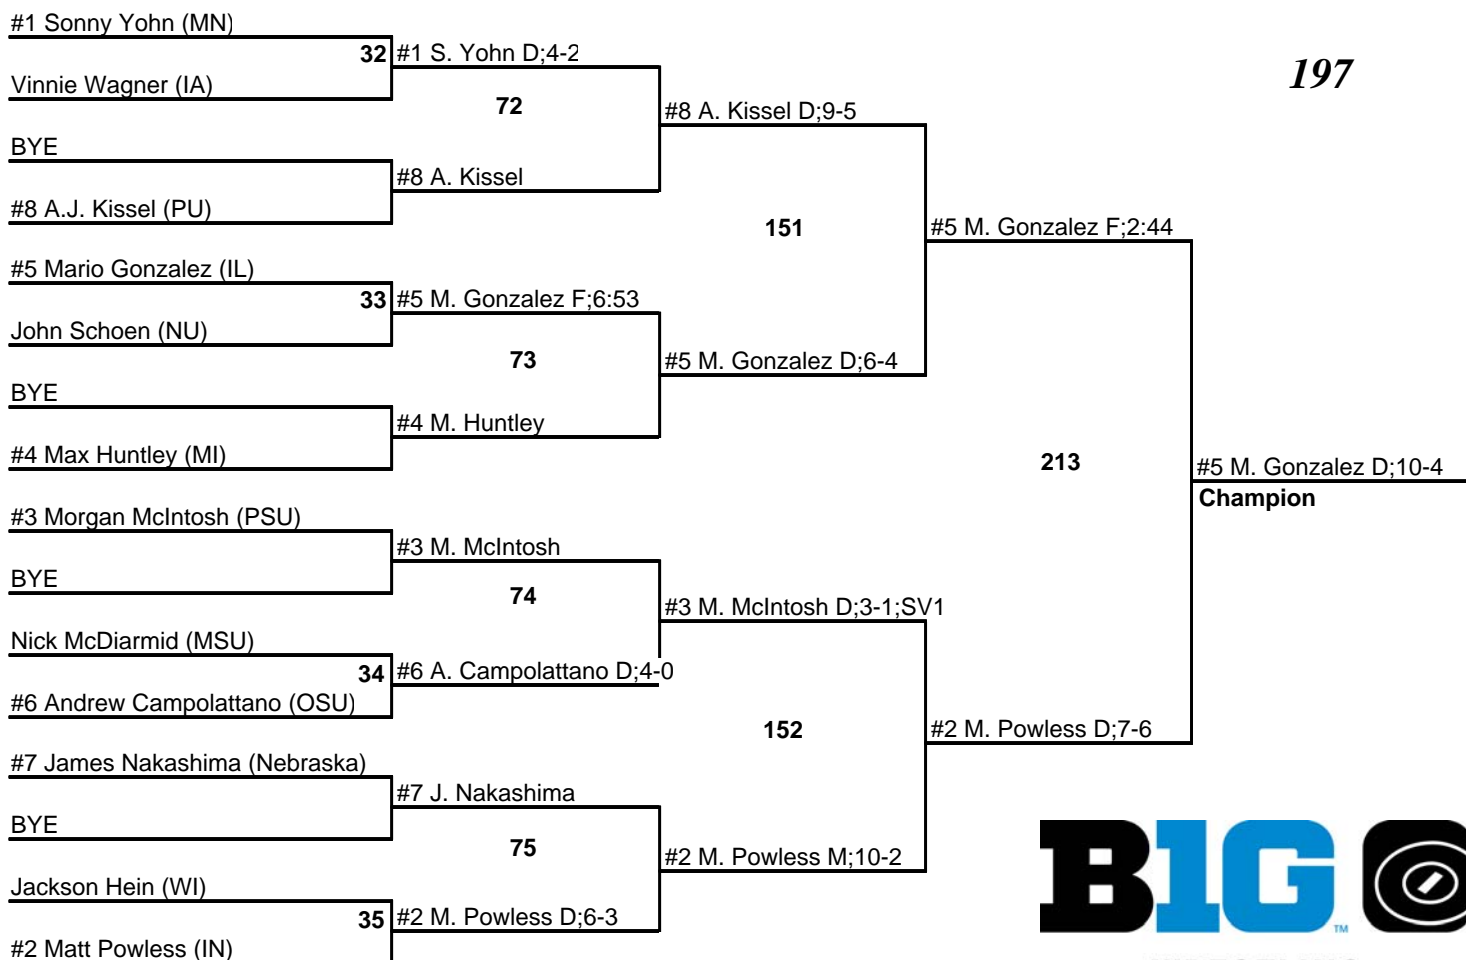 #1 Sonny Yohn (MN)
32 #1 S. Yohn D;4-2
197
Vinnie Wagner (IA)
72
#8 A. Kissel D;9-5
BYE
#8 A. Kissel
#8 A.J. Kissel (PU)
151
#5 M. Gonzalez F;2:44
#5 Mario Gonzalez (IL)
33 #5 M. Gonzalez F;6:53
John Schoen (NU)
73
#5 M. Gonzalez D;6-4
BYE
#4 M. Huntley
#4 Max Huntley (MI)
213
#5 M. Gonzalez D;10-4
Champion
#3 Morgan McIntosh (PSU)
#3 M. McIntosh
BYE
74
#3 M. McIntosh D;3-1;SV1
Nick McDiarmid (MSU)
34 #6 A. Campolattano D;4-0
#6 Andrew Campolattano (OSU)
152
#2 M. Powless D;7-6
#7 James Nakashima (Nebraska)
#7 J. Nakashima
BYE
75
#2 M. Powless M;10-2
B1G
TM
Jackson Hein (WI)
35 #2 M. Powless D;6-3
#2 Matt Powless (IN)